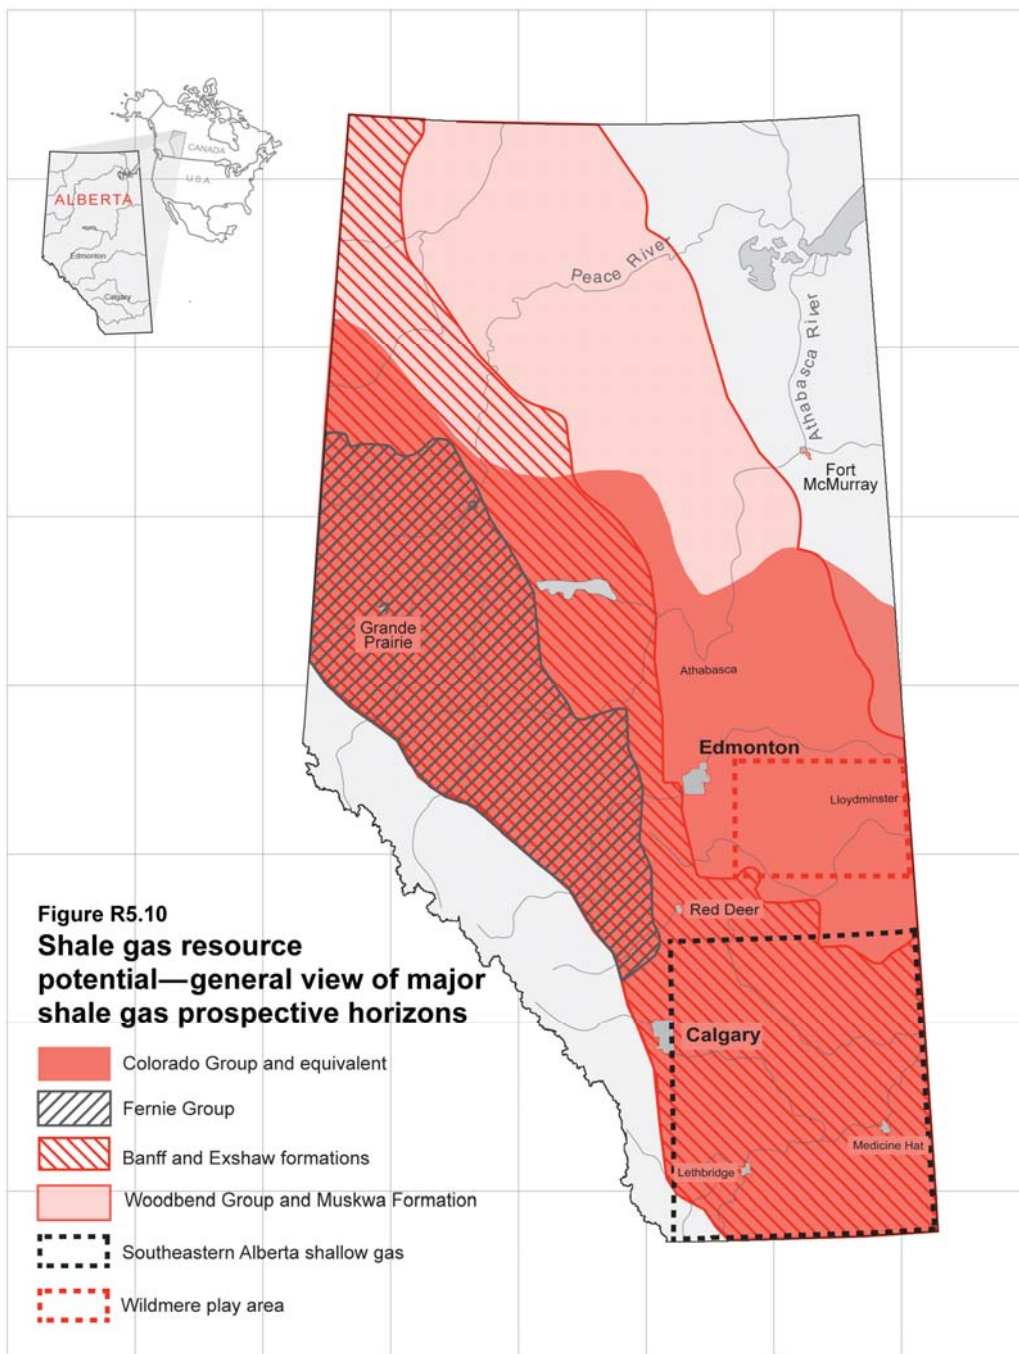 CANADA
U.S.A.
ALBERTA
Edmonton
Calgary
Peace River
Athabasca River
Fort
McMurray
Grande
Prairie
Athabasca
Edmonton
Lloydminster
Red Deer
Calgary
Medicine Hat
Lethbridge
Figure R5.10
Shale gas resource
potential—general view of major
shale gas prospective horizons
Colorado Group and equivalent
Fernie Group
Banff and Exshaw formations
Woodbend Group and Muskwa Formation
Southeastern Alberta shallow gas
Wildmere play area